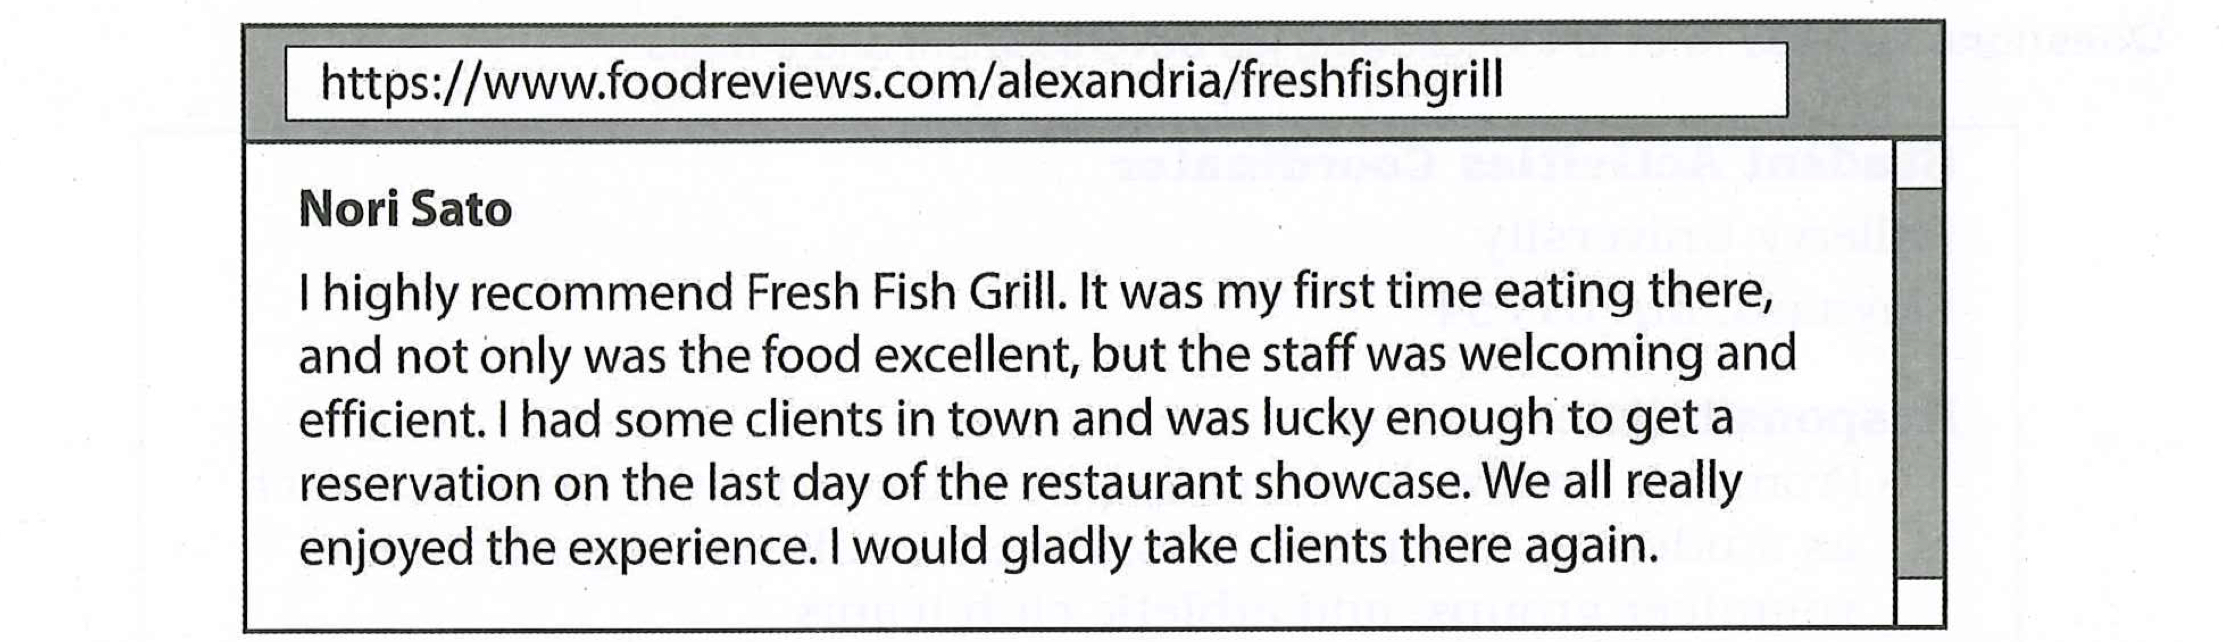 https://www.foodreviews.com/alexandria/freshfishgrill
Nori Sato
I highly recommend Fresh Fish Grill. It was my first time eating there,
and not only was the food excellent, but the staff was welcoming and
efficient. I had some clients in town and was lucky enough to get a
reservation on the last day of the restaurant showcase. We all really
enjoyed the experience. I would gladly take clients there again.